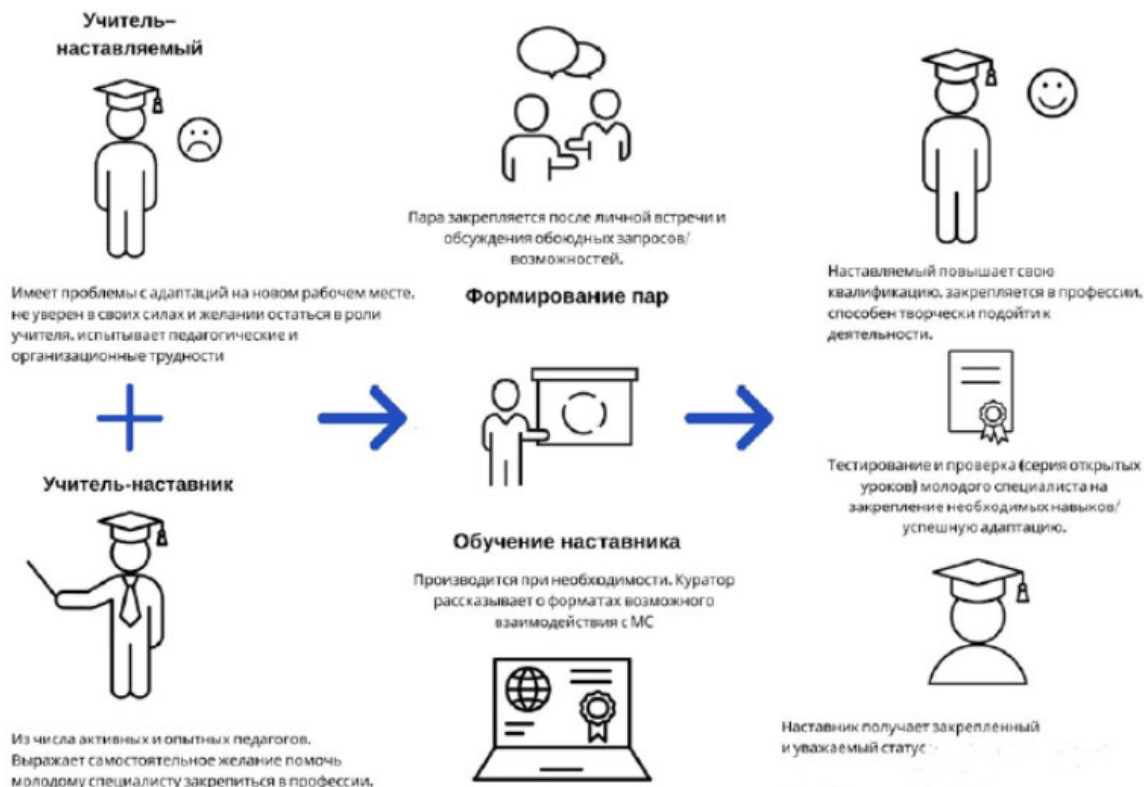 Учитель–
наставляемый
Имеет проблемы с адаптаций на новом рабочем месте,
не уверен в своих силах и желании остаться в роли
учителя, испытывает педагогические и
организационные трудности
Учитель-наставник
Из числа активных и опытных педагогов.
Выражает самостоятельное желание помочь
молодому специалисту закрепиться в профессии.
Пара закрепляется после личной встречи и
обсуждения обоюдных запросов/
возможностей.
Формирование пар
Обучение наставника
Производится при необходимости. Куратор
рассказывает о форматах возможного
взаимодействия с МС
Наставляемый повышает свою
квалификацию, закрепляется в профессии,
способен творчески подойти к
деятельности.
Тестирование и проверка (серия открытых
уроков) молодого специалиста на
закрепление необходимых навыков/
успешную адаптацию.
Наставник получает закрепленный
и уважаемый статус